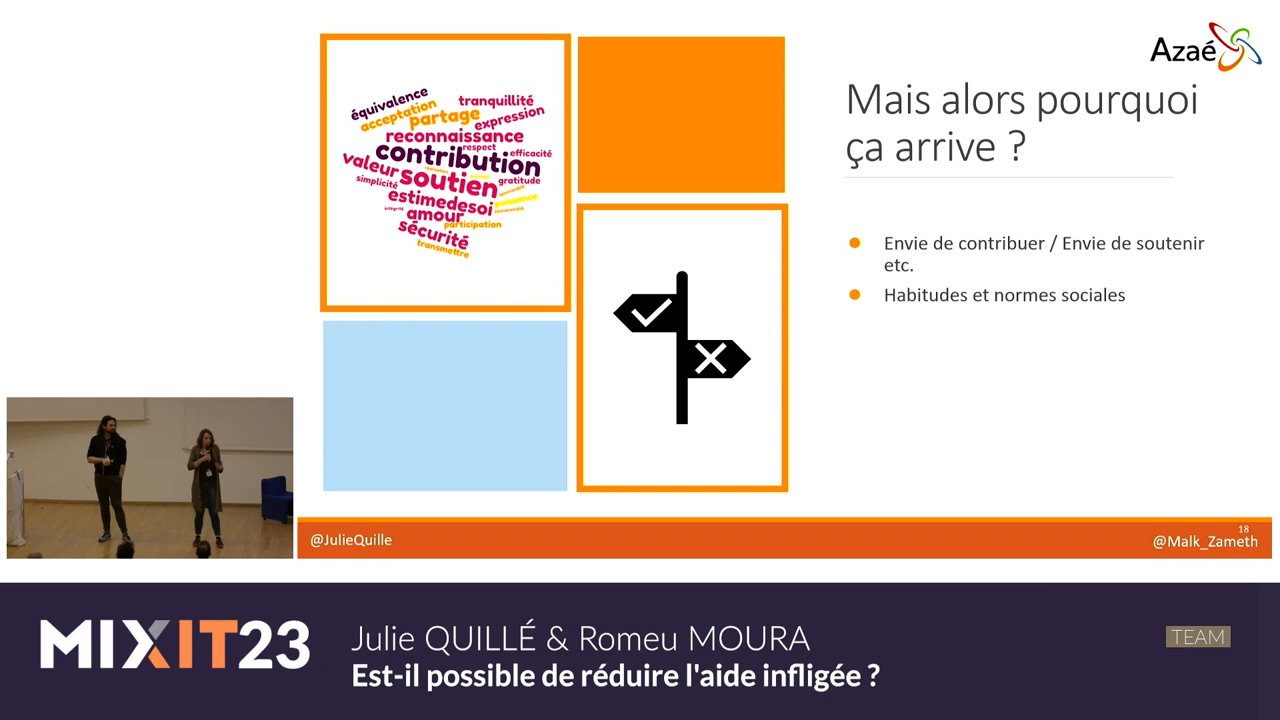 Azaé
Mais alors pourquoi
ça arrive ?
équivalence
tranquillité
acceptation
partage
expression
reconnaissance
respect
contribution
efficacité
valeur
soutien
gratitude
simplicité
estimedesoi
puissance
intégrité
amour
participation
sécurité
transmettre
Envie de contribuer / Envie de soutenir
etc.
Habitudes et normes sociales
@JulieQuille
18
@Malk_Zameth
MIXIT23
Julie QUILLÉ & Romeu MOURA
TEAM
Est-il possible de réduire l'aide infligée ?